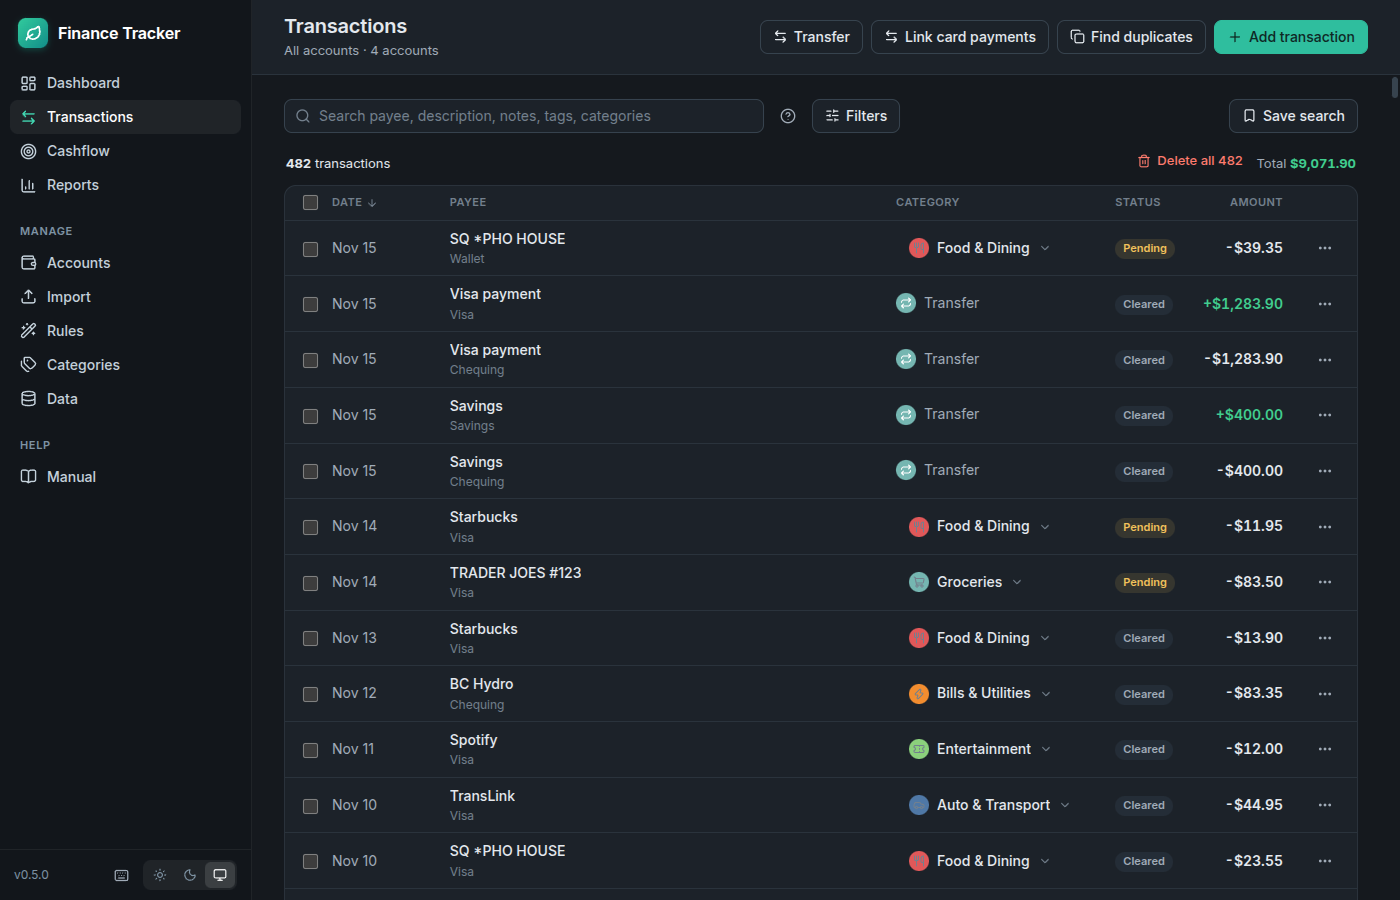 Finance Tracker
Dashboard
Transactions
Cashflow
Reports
MANAGE
Accounts
Import
Rules
Categories
Data
HELP
Manual
v0.5.0
Transactions
All accounts · 4 accounts
Transfer
Link card payments
Find duplicates
Add transaction
Search payee, description, notes, tags, categories
Filters
Save search
482 transactions
Delete all 482
Total $9,071.90
DATE PAYEE CATEGORY STATUS AMOUNT
Nov 15 SQ *PHO HOUSE Food & Dining Pending -$39.35
Wallet
Nov 15 Visa payment Transfer Cleared +$1,283.90
Visa
Nov 15 Visa payment Transfer Cleared -$1,283.90
Chequing
Nov 15 Savings Transfer Cleared +$400.00
Savings
Nov 15 Savings Transfer Cleared -$400.00
Chequing
Nov 14 Starbucks Food & Dining Pending -$11.95
Visa
Nov 14 TRADER JOES #123 Groceries Pending -$83.50
Visa
Nov 13 Starbucks Food & Dining Cleared -$13.90
Visa
Nov 12 BC Hydro Bills & Utilities Cleared -$83.35
Chequing
Nov 11 Spotify Entertainment Cleared -$12.00
Visa
Nov 10 TransLink Auto & Transport Cleared -$44.95
Visa
Nov 10 SQ *PHO HOUSE Food & Dining Cleared -$23.55
Visa